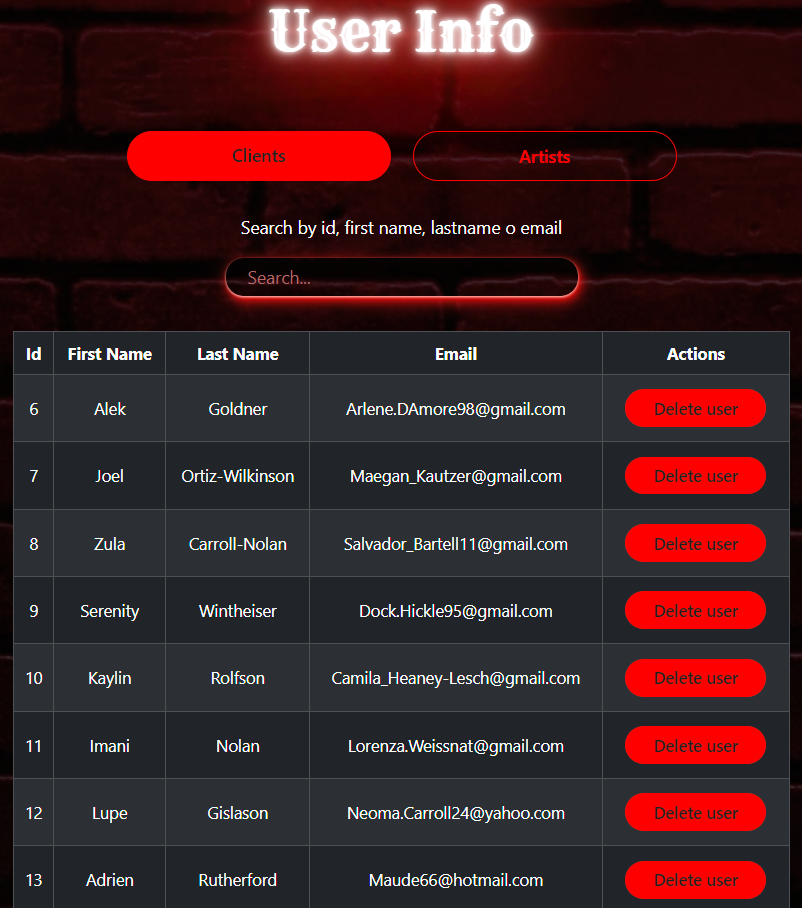 User Info
Clients Artists
Search by id, first name, lastname o email
Search...
Id First Name Last Name Email Actions
6 Alek Goldner Arlene.DAmore98@gmail.com Delete user
7 Joel Ortiz-Wilkinson Maegan_Kautzer@gmail.com Delete user
8 Zula Carroll-Nolan Salvador_Bartell11@gmail.com Delete user
9 Serenity Wintheiser Dock.Hickle95@gmail.com Delete user
10 Kaylin Rolfson Camila_Heaney-Lesch@gmail.com Delete user
11 Imani Nolan Lorenza.Weissnat@gmail.com Delete user
12 Lupe Gislason Neoma.Carroll24@yahoo.com Delete user
13 Adrien Rutherford Maude66@hotmail.com Delete user